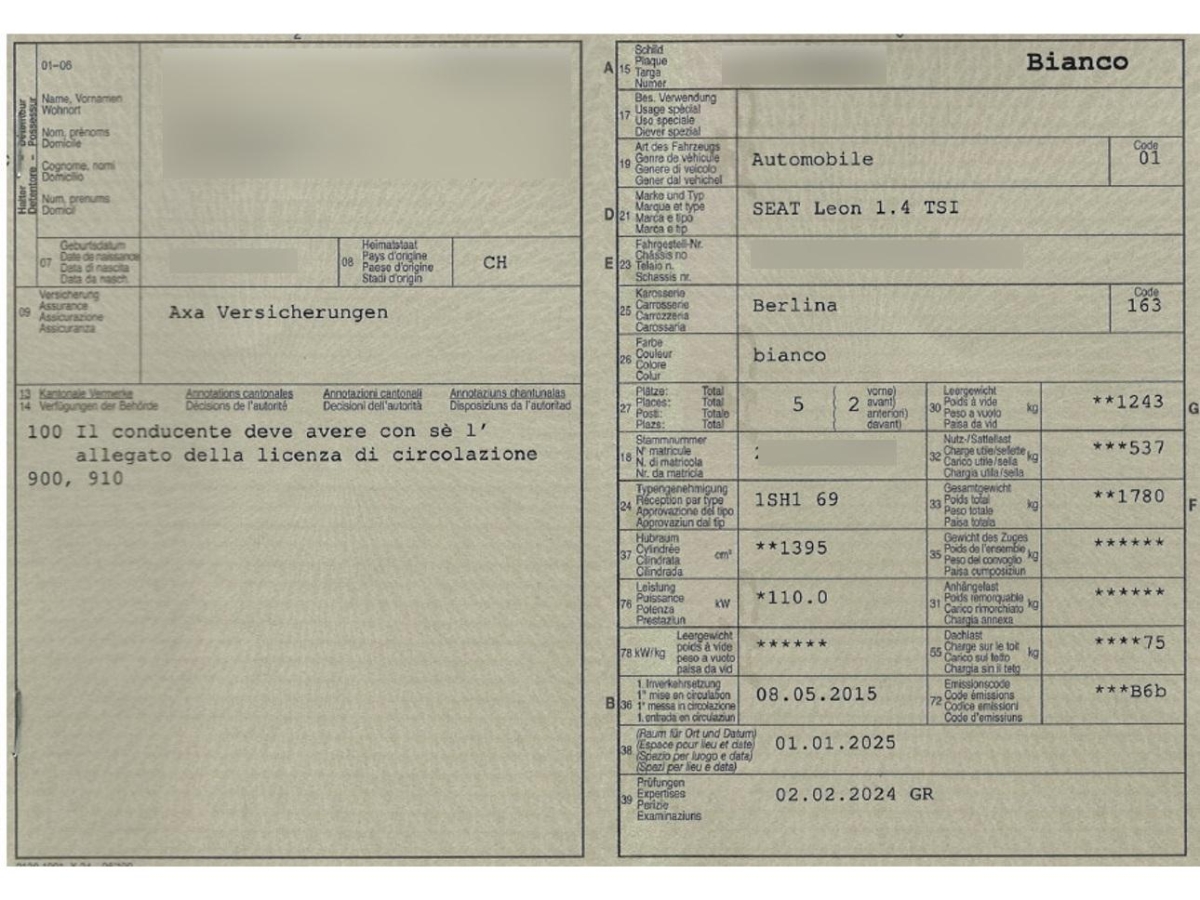 01-06
Halter – Détenteur
Detentore – Possessur
Name, Vornamen
Wohnort
Nom, prénoms
Domicile
Cognome, nomi
Domicilio
Num, prenums
Domicil
07
Geburtsdatum
Date de naissance
Data di nascita
Data da nasch.
08
Heimatstaat
Pays d'origine
Paese d'origine
Stadi d'origin
CH
09
Versicherung
Assurance
Assicurazione
Assicuranza
Axa Versicherungen
13 Kantonale Vermerke Annotations cantonales Annotazioni cantonali Annotaziuns chantunalas
14 Verfügungen der Behörde Décisions de l'autorité Decisioni dell'autorità Disposiziuns da l'autoritad
100 Il conducente deve avere con sè l'
allegato della licenza di circolazione
900, 910
A
15
Schild
Plaque
Targa
Numer
Bianco
17
Bes. Verwendung
Usage spécial
Uso speciale
Diever spezial
19
Art des Fahrzeugs
Genre de véhicule
Genere di veicolo
Gener dal vehichel
Automobile
Code
01
D
21
Marke und Typ
Marque et type
Marca e tipo
Marca e tip
SEAT Leon 1.4 TSI
E
23
Fahrgestell-Nr.
Châssis no
Telaio n.
Schassis nr.
25
Karosserie
Carrosserie
Carrozzeria
Carossaria
Berlina
Code
163
26
Farbe
Couleur
Colore
Colur
bianco
27
Plätze: Total
Places: Total
Posti: Totale
Plazs: Total
5
( 2
vorne)
avant)
anteriori)
davant)
30
Leergewicht
Poids à vide
Peso a vuoto
Paisa da vid
kg
**1243
G
18
Stammnummer
N° matricule
N. di matricola
Nr. da matricla
32
Nutz-/Sattellast
Charge utile/sellette
Carico utile/sella
Chargia utila/sella
kg
***537
24
Typengenehmigung
Réception par type
Approvazione del tipo
Approvaziun dal tip
1SH1 69
33
Gesamtgewicht
Poids total
Peso totale
Paisa totala
kg
**1780
F
37
Hubraum
Cylindrée
Cilindrata
Cilindrada
cm³
**1395
35
Gewicht des Zuges
Poids de l'ensemble
Peso del convoglio
Paisa cumposiziun
kg
******
76
Leistung
Puissance
Potenza
Prestaziun
kW
*110.0
31
Anhängelast
Poids remorquable
Carico rimorchiato
Chargia annexa
kg
******
78 kW/kg
Leergewicht
poids à vide
peso a vuoto
paisa da vid
******
55
Dachlast
Charge sur le toit
Carico sul tetto
Chargia sin il tetg
kg
****75
B
36
1. Inverkehrsetzung
1re mise en circulation
1a messa in circolazione
1. entrada en circulaziun
08.05.2015
72
Emissionscode
Code émissions
Codice emissioni
Code d'emissiuns
***B6b
38
(Raum für Ort und Datum)
(Espace pour lieu et date)
(Spazio per luogo e data)
(Spazi per lieu e data)
01.01.2025
39
Prüfungen
Expertises
Perizie
Examinaziuns
02.02.2024 GR